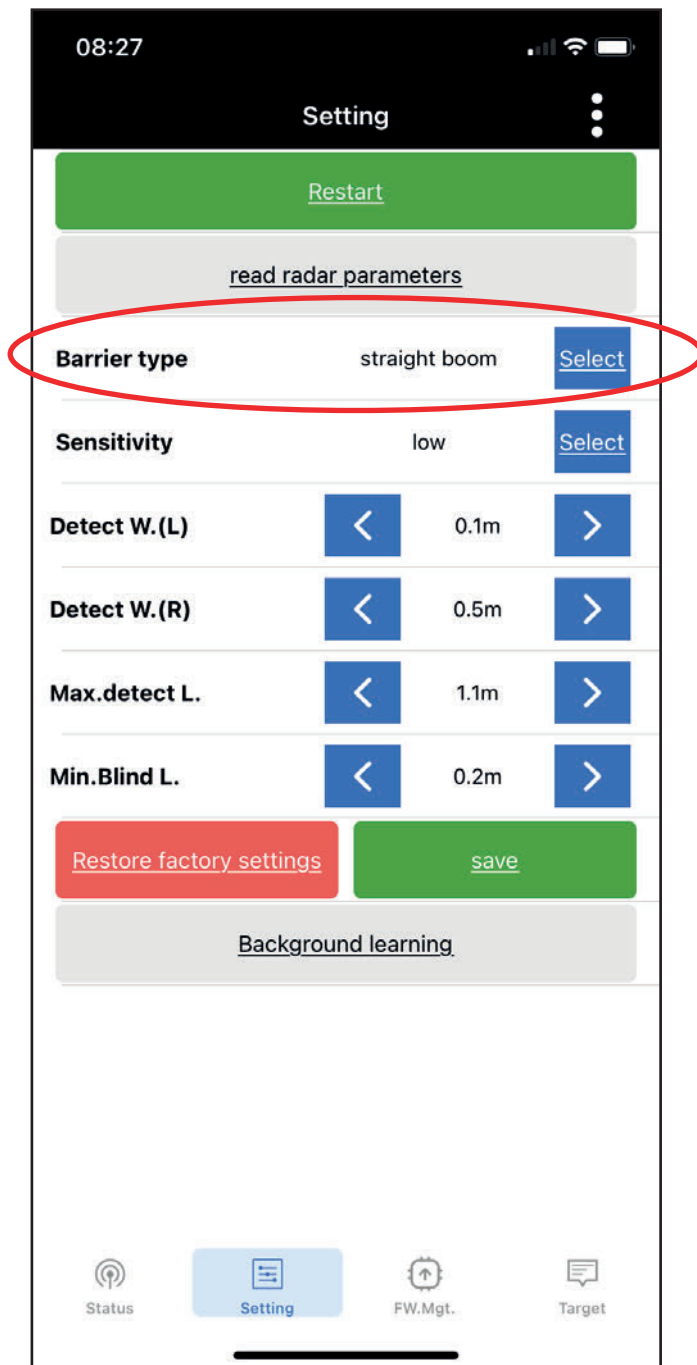 08:27
Setting
Restart
read radar parameters
Barrier type straight boom Select
Sensitivity low Select
Detect W.(L) 0.1m
Detect W.(R) 0.5m
Max.detect L. 1.1m
Min.Blind L. 0.2m
Restore factory settings save
Background learning
Status Setting FW.Mgt. Target